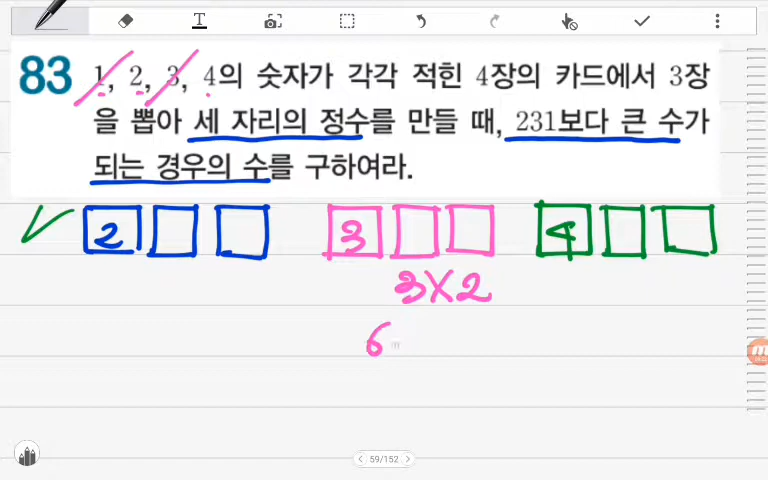 83 1, 2, 3, 4의 숫자가 각각 적힌 4장의 카드에서 3장
을 뽑아 세 자리의 정수를 만들 때, 231보다 큰 수가
되는 경우의 수를 구하여라.
2 3 4
3×2
6
59/152